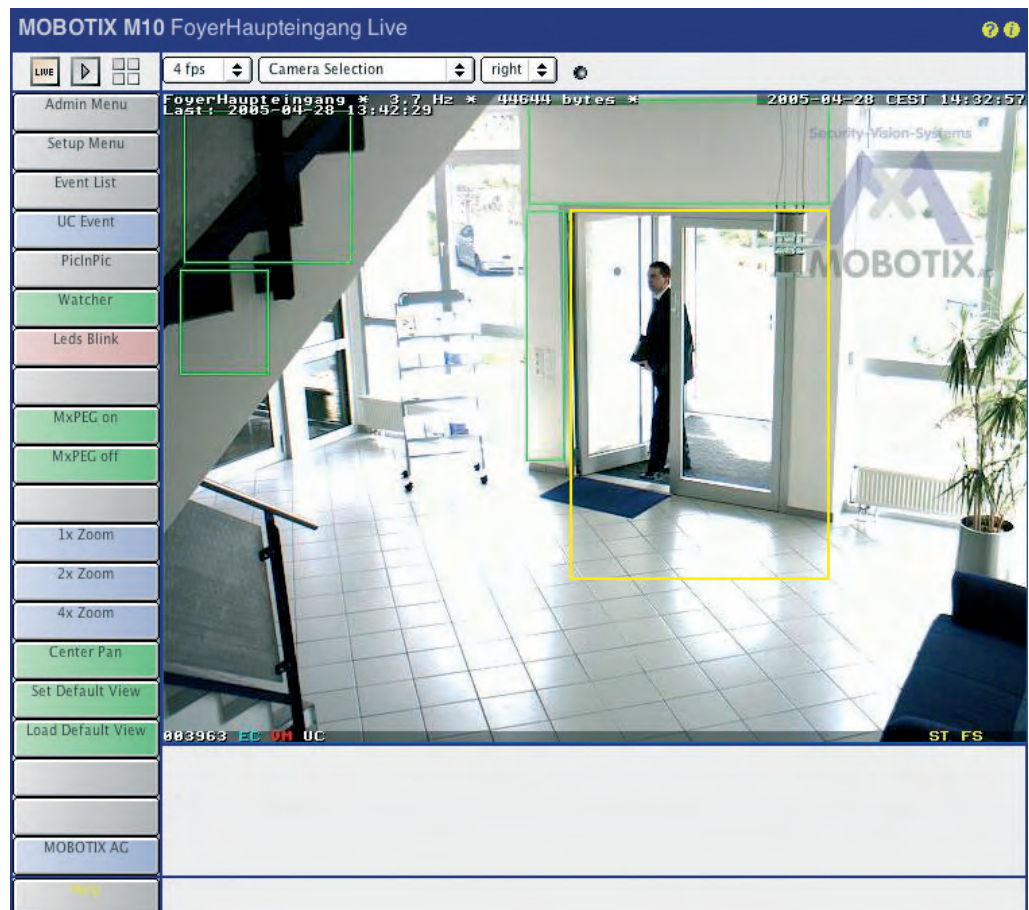 MOBOTIX M10 FoyerHaupteingang Live
? i
LIVE
4 fps Camera Selection right
Admin Menu
Setup Menu
Event List
UC Event
PicInPic
Watcher
Leds Blink
MxPEG on
MxPEG off
1x Zoom
2x Zoom
4x Zoom
Center Pan
Set Default View
Load Default View
MOBOTIX AG
Help
FoyerHaupteingang * 3.7 Hz * 44644 bytes * 2005-04-28 CEST 14:32:57
Last: 2005-04-28 13:42:29
Security-Vision-Systems
MOBOTIX
003963 EC VM UC ST FS